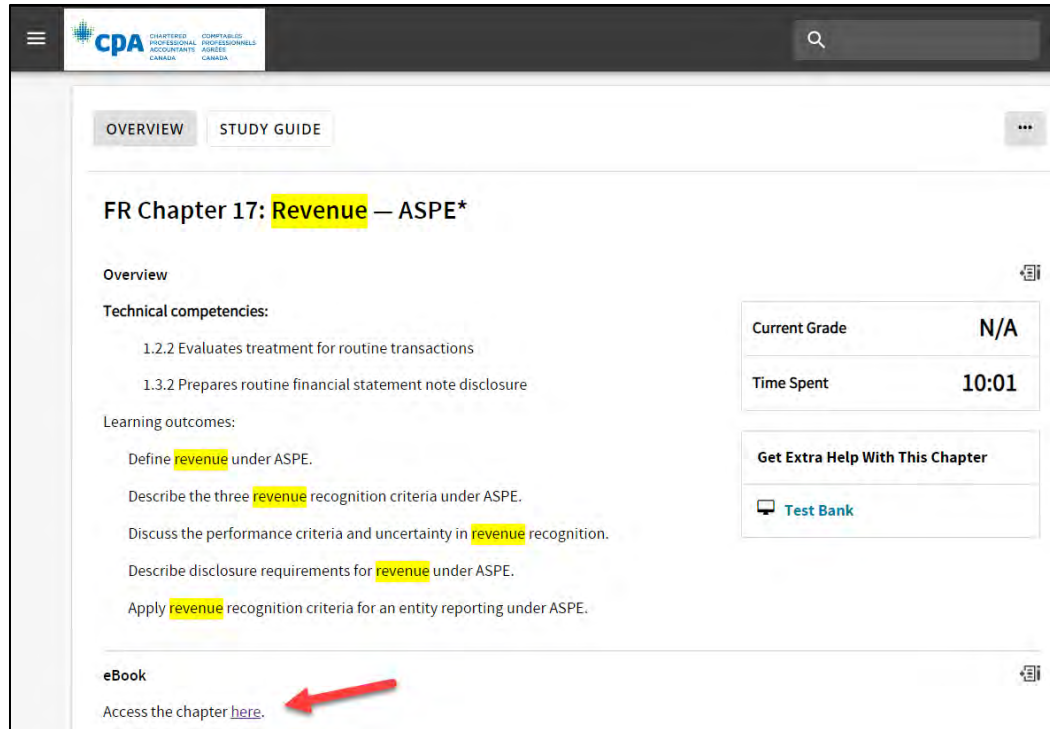 CPA
CHARTERED PROFESSIONAL ACCOUNTANTS CANADA
COMPTABLES PROFESSIONNELS AGRÉÉS CANADA
OVERVIEW
STUDY GUIDE
FR Chapter 17: Revenue — ASPE*
Overview
Technical competencies:
1.2.2 Evaluates treatment for routine transactions
1.3.2 Prepares routine financial statement note disclosure
Learning outcomes:
Define revenue under ASPE.
Describe the three revenue recognition criteria under ASPE.
Discuss the performance criteria and uncertainty in revenue recognition.
Describe disclosure requirements for revenue under ASPE.
Apply revenue recognition criteria for an entity reporting under ASPE.
Current Grade N/A
Time Spent 10:01
Get Extra Help With This Chapter
Test Bank
eBook
Access the chapter here.